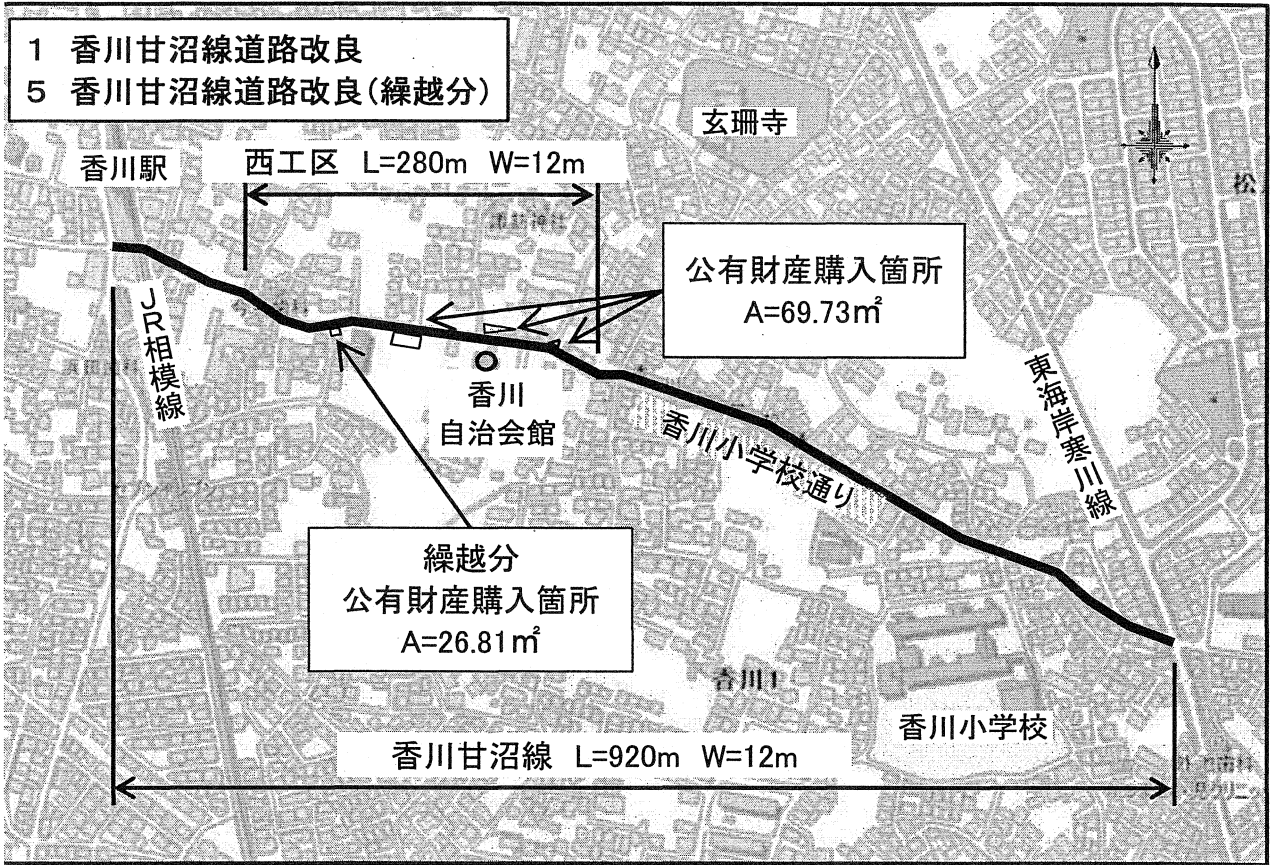 1 香川甘沼線道路改良
5 香川甘沼線道路改良(繰越分)
玄珊寺
香川駅
西工区 L=280m W=12m
松
公有財産購入箇所
A=69.73㎡
JR相模線
香川
自治会館
香川小学校通り
東海岸寒川線
繰越分
公有財産購入箇所
A=26.81㎡
香川1
香川小学校
香川甘沼線 L=920m W=12m